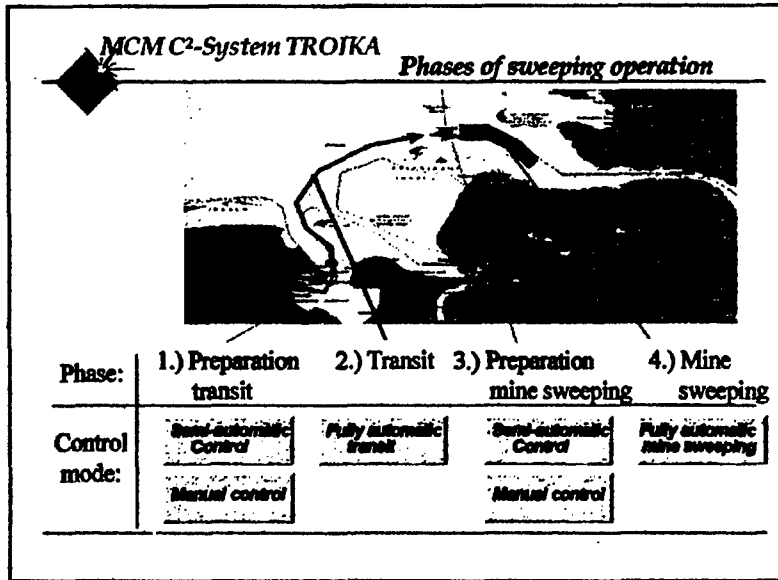 MCM C²-System TROIKA
Phases of sweeping operation
Phase:
1.) Preparation
transit
2.) Transit
3.) Preparation
mine sweeping
4.) Mine
sweeping
Control
mode:
Semi-automatic
Control
Manual control
Fully automatic
transit
Semi-automatic
Control
Manual control
Fully automatic
mine sweeping